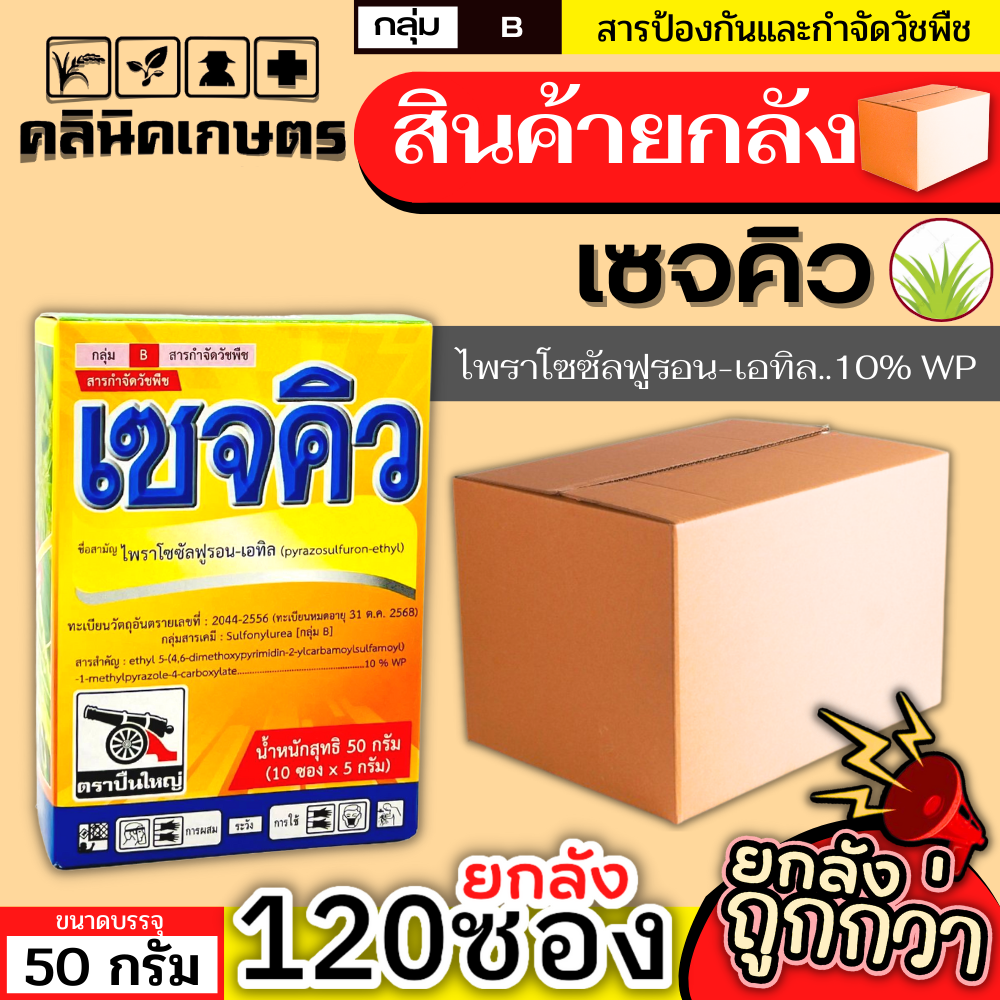 กลุ่ม B สารป้องกันและกำจัดวัชพืช
คลินิคเกษตร
สินค้ายกลัง
เซจคิว
ไพราโซซัลฟูรอน-เอทิล..10% WP
กลุ่ม B สารกำจัดวัชพืช
สารกำจัดวัชพืช
เซจคิว
ชื่อสามัญ ไพราโซซัลฟูรอน-เอทิล (pyrazosulfuron-ethyl)
ทะเบียนวัตถุอันตรายเลขที่ : 2044-2556 (ทะเบียนหมดอายุ 31 ต.ค. 2568)
กลุ่มสารเคมี : Sulfonylurea [กลุ่ม B]
สารสำคัญ : ethyl 5-(4,6-dimethoxypyrimidin-2-ylcarbamoylsulfamoyl)
-1-methylpyrazole-4-carboxylate..............................10 % WP
น้ำหนักสุทธิ 50 กรัม
(10 ซอง x 5 กรัม)
ตราปืนใหญ่
การผสม ระวัง การใช้
ขนาดบรรจุ
50 กรัม
ยกลัง
120ซอง
ยกลัง
ถูกกว่า